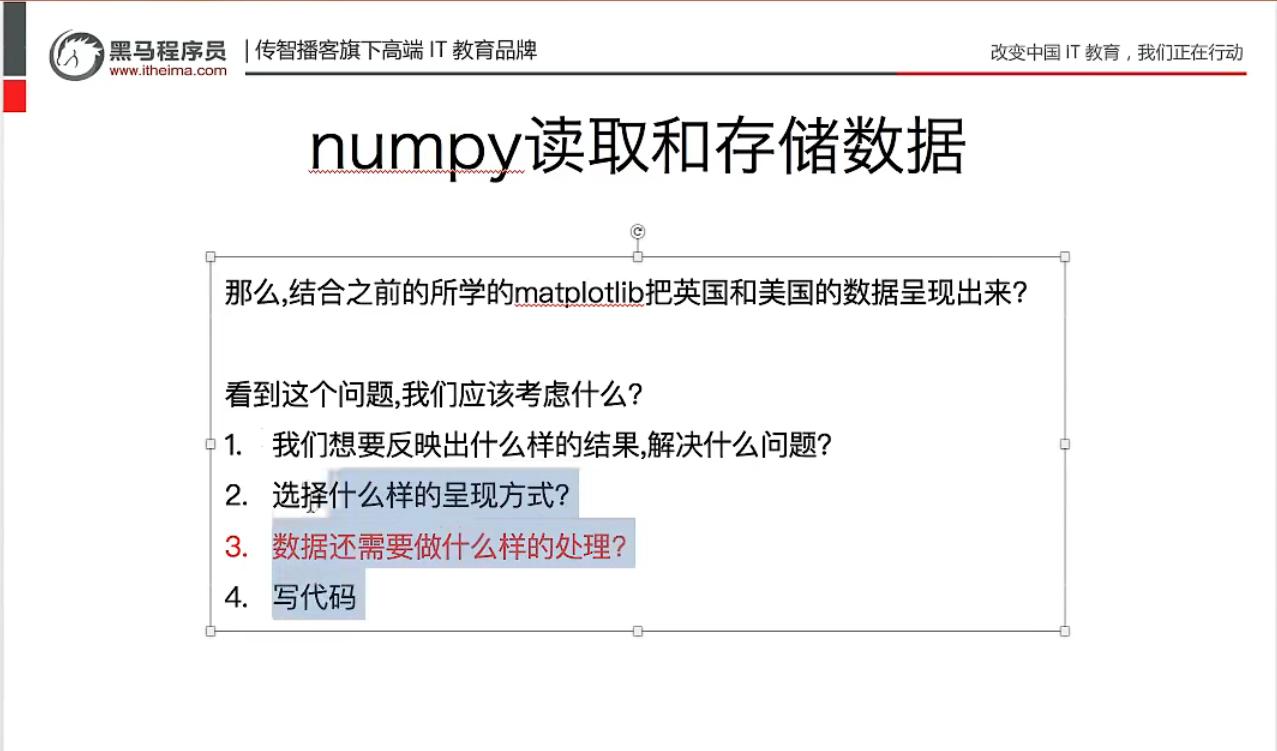 黑马程序员
www.itheima.com
传智播客旗下高端 IT 教育品牌
改变中国 IT 教育，我们正在行动
numpy读取和存储数据
那么,结合之前的所学的matplotlib把英国和美国的数据呈现出来?
看到这个问题,我们应该考虑什么?
1. 我们想要反映出什么样的结果,解决什么问题?
2. 选择什么样的呈现方式?
3. 数据还需要做什么样的处理?
4. 写代码